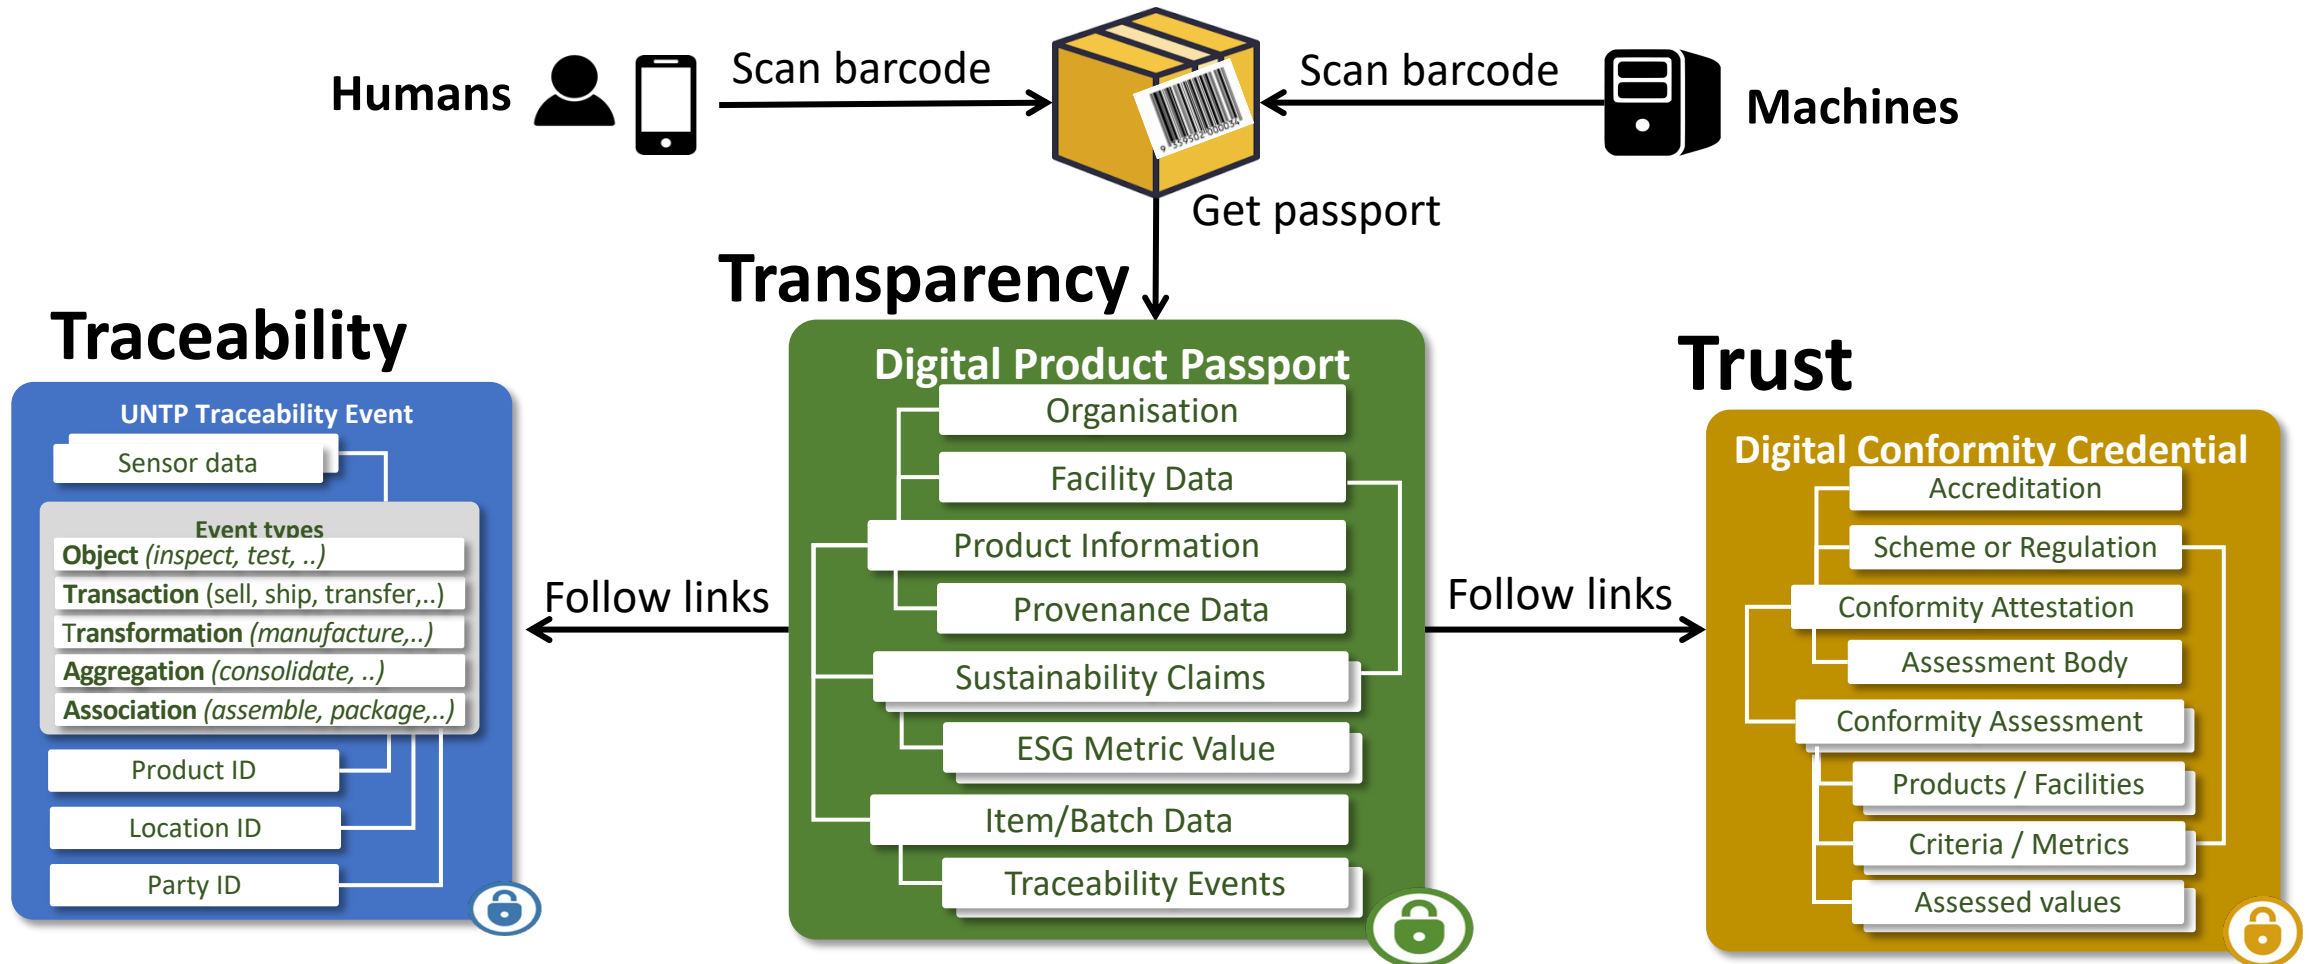 Humans
Scan barcode
Scan barcode
Machines
9 359502 000034
Get passport
Transparency
Traceability
Trust
UNTP Traceability Event
Sensor data
Event types
Object (inspect, test, ..)
Transaction (sell, ship, transfer,..)
Transformation (manufacture,..)
Aggregation (consolidate, ..)
Association (assemble, package,..)
Product ID
Location ID
Party ID
Follow links
Digital Product Passport
Organisation
Facility Data
Product Information
Provenance Data
Sustainability Claims
ESG Metric Value
Item/Batch Data
Traceability Events
Follow links
Digital Conformity Credential
Accreditation
Scheme or Regulation
Conformity Attestation
Assessment Body
Conformity Assessment
Products / Facilities
Criteria / Metrics
Assessed values